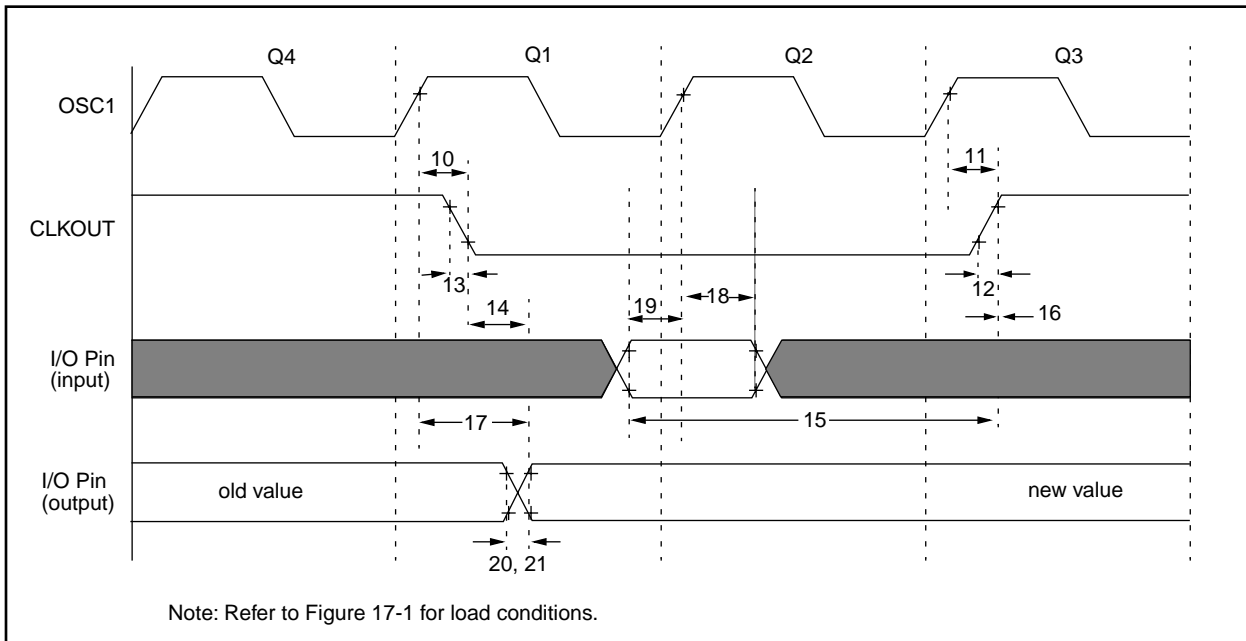 Q4 Q1 Q2 Q3
OSC1
10 11
CLKOUT
13 12
14 19 18 16
I/O Pin
(input)
17 15
I/O Pin
(output)
old value new value
20, 21
Note: Refer to Figure 17-1 for load conditions.